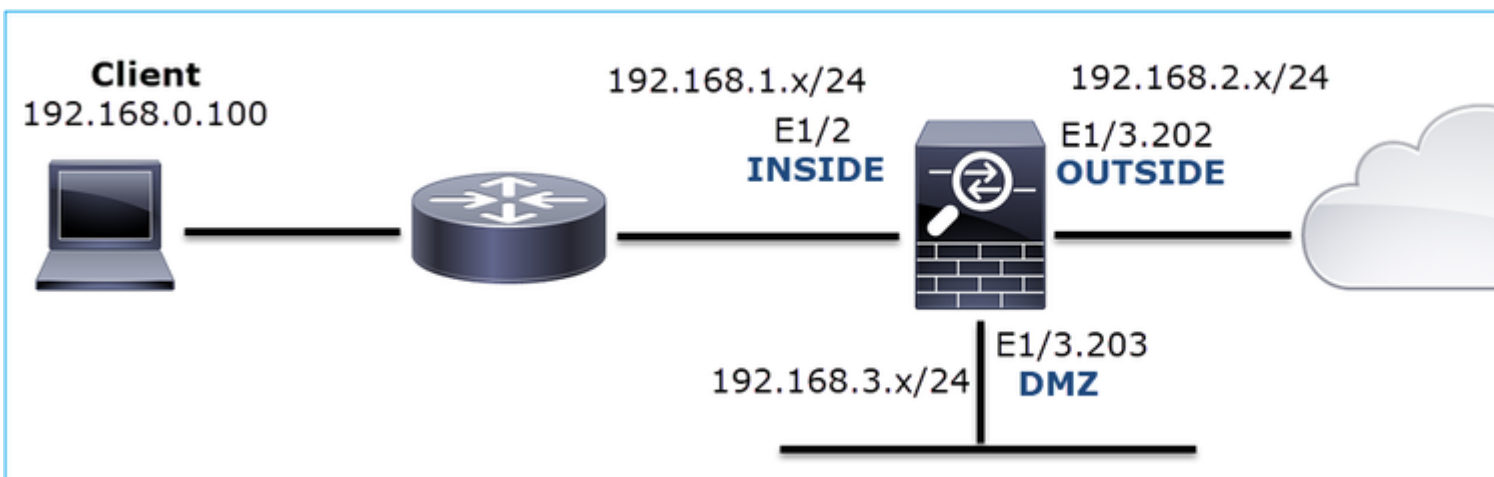 Client
192.168.0.100
192.168.1.x/24
E1/2
INSIDE
192.168.2.x/24
E1/3.202
OUTSIDE
E1/3.203
192.168.3.x/24
DMZ